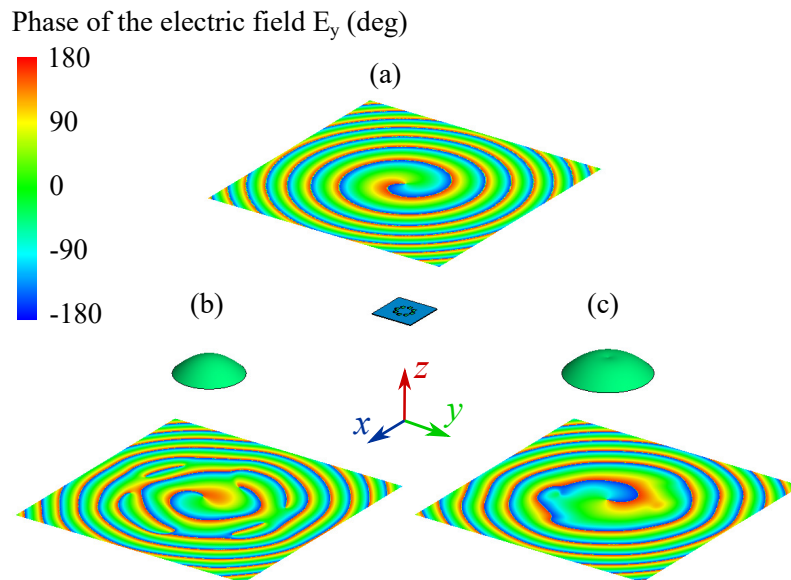 Phase of the electric field E_y (deg)
180
90
0
-90
-180
(a)
(b)
(c)
z
x
y